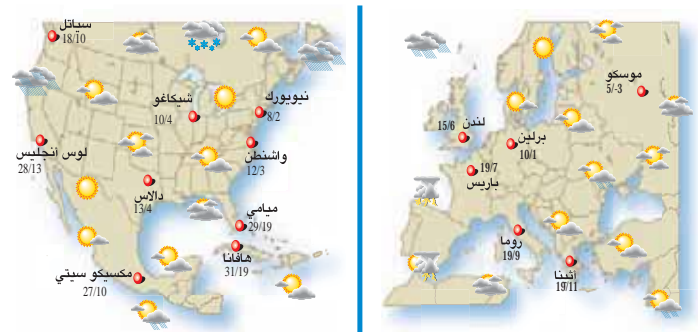 سياتل
18/10
شيكاغو
10/4
نيويورك
8/2
لوس أنجليس
28/13
واشنطن
12/3
دالاس
13/4
ميامي
29/19
هافانا
31/19
مكسيكو سيتي
27/10
موسكو
5/-3
لندن
15/6
برلين
10/1
19/7
باريس
روما
19/9
أثينا
19/11